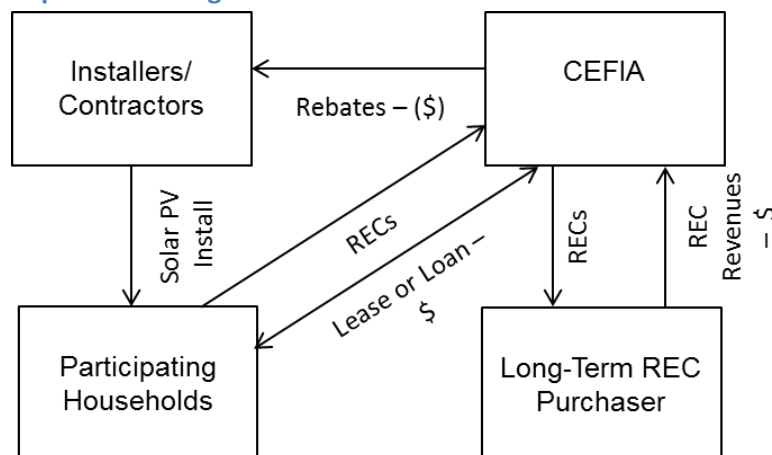 Installers/
Contractors
CEFIA
Rebates – ($)
Solar PV
Install
RECs
Lease or Loan –
$
RECs
REC
Revenues
– $
Participating
Households
Long-Term REC
Purchaser